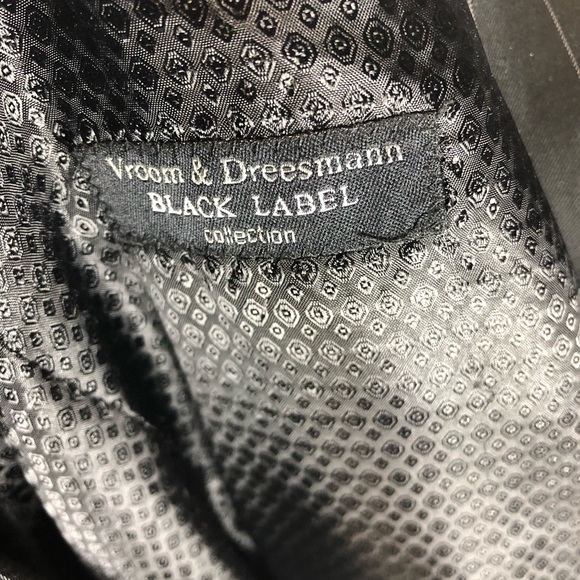 Vroom & Dreesmann
BLACK LABEL
collection